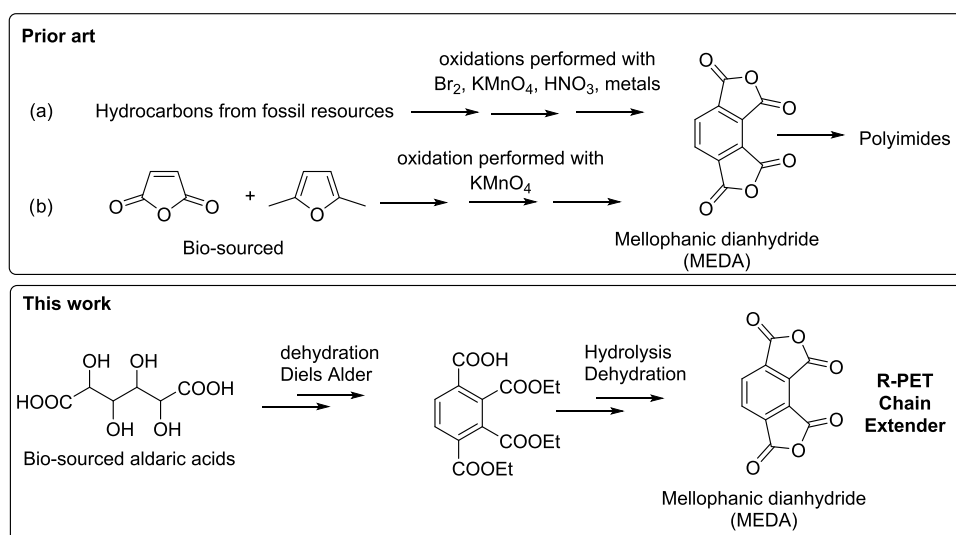 Prior art
oxidations performed with
Br2, KMnO4, HNO3, metals
(a) Hydrocarbons from fossil resources
O
O
O
O
O
O
Polyimides
oxidation performed with
KMnO4
(b)
O
O
O
+
O
Bio-sourced
Mellophanic dianhydride
(MEDA)
This work
OH OH
HOOC COOH
OH OH
Bio-sourced aldaric acids
dehydration
Diels Alder
COOH
COOEt
COOEt
COOEt
Hydrolysis
Dehydration
O
O
O
O
O
O
R-PET
Chain
Extender
Mellophanic dianhydride
(MEDA)